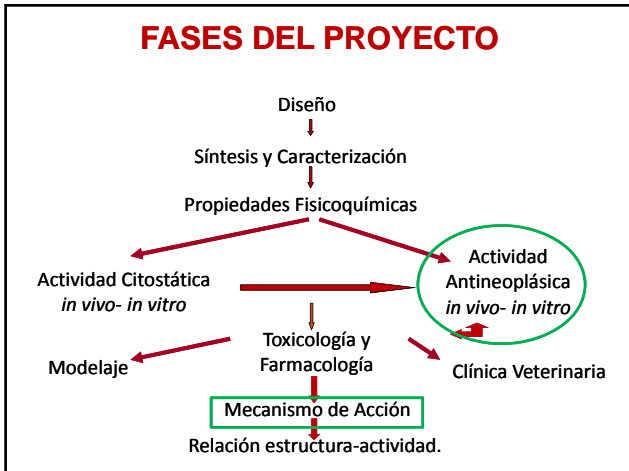 FASES DEL PROYECTO
Diseño
Síntesis y Caracterización
Propiedades Fisicoquímicas
Actividad Citostática
in vivo- in vitro
Actividad
Antineoplásica
in vivo- in vitro
Toxicología y
Farmacología
Modelaje
Clínica Veterinaria
Mecanismo de Acción
Relación estructura-actividad.